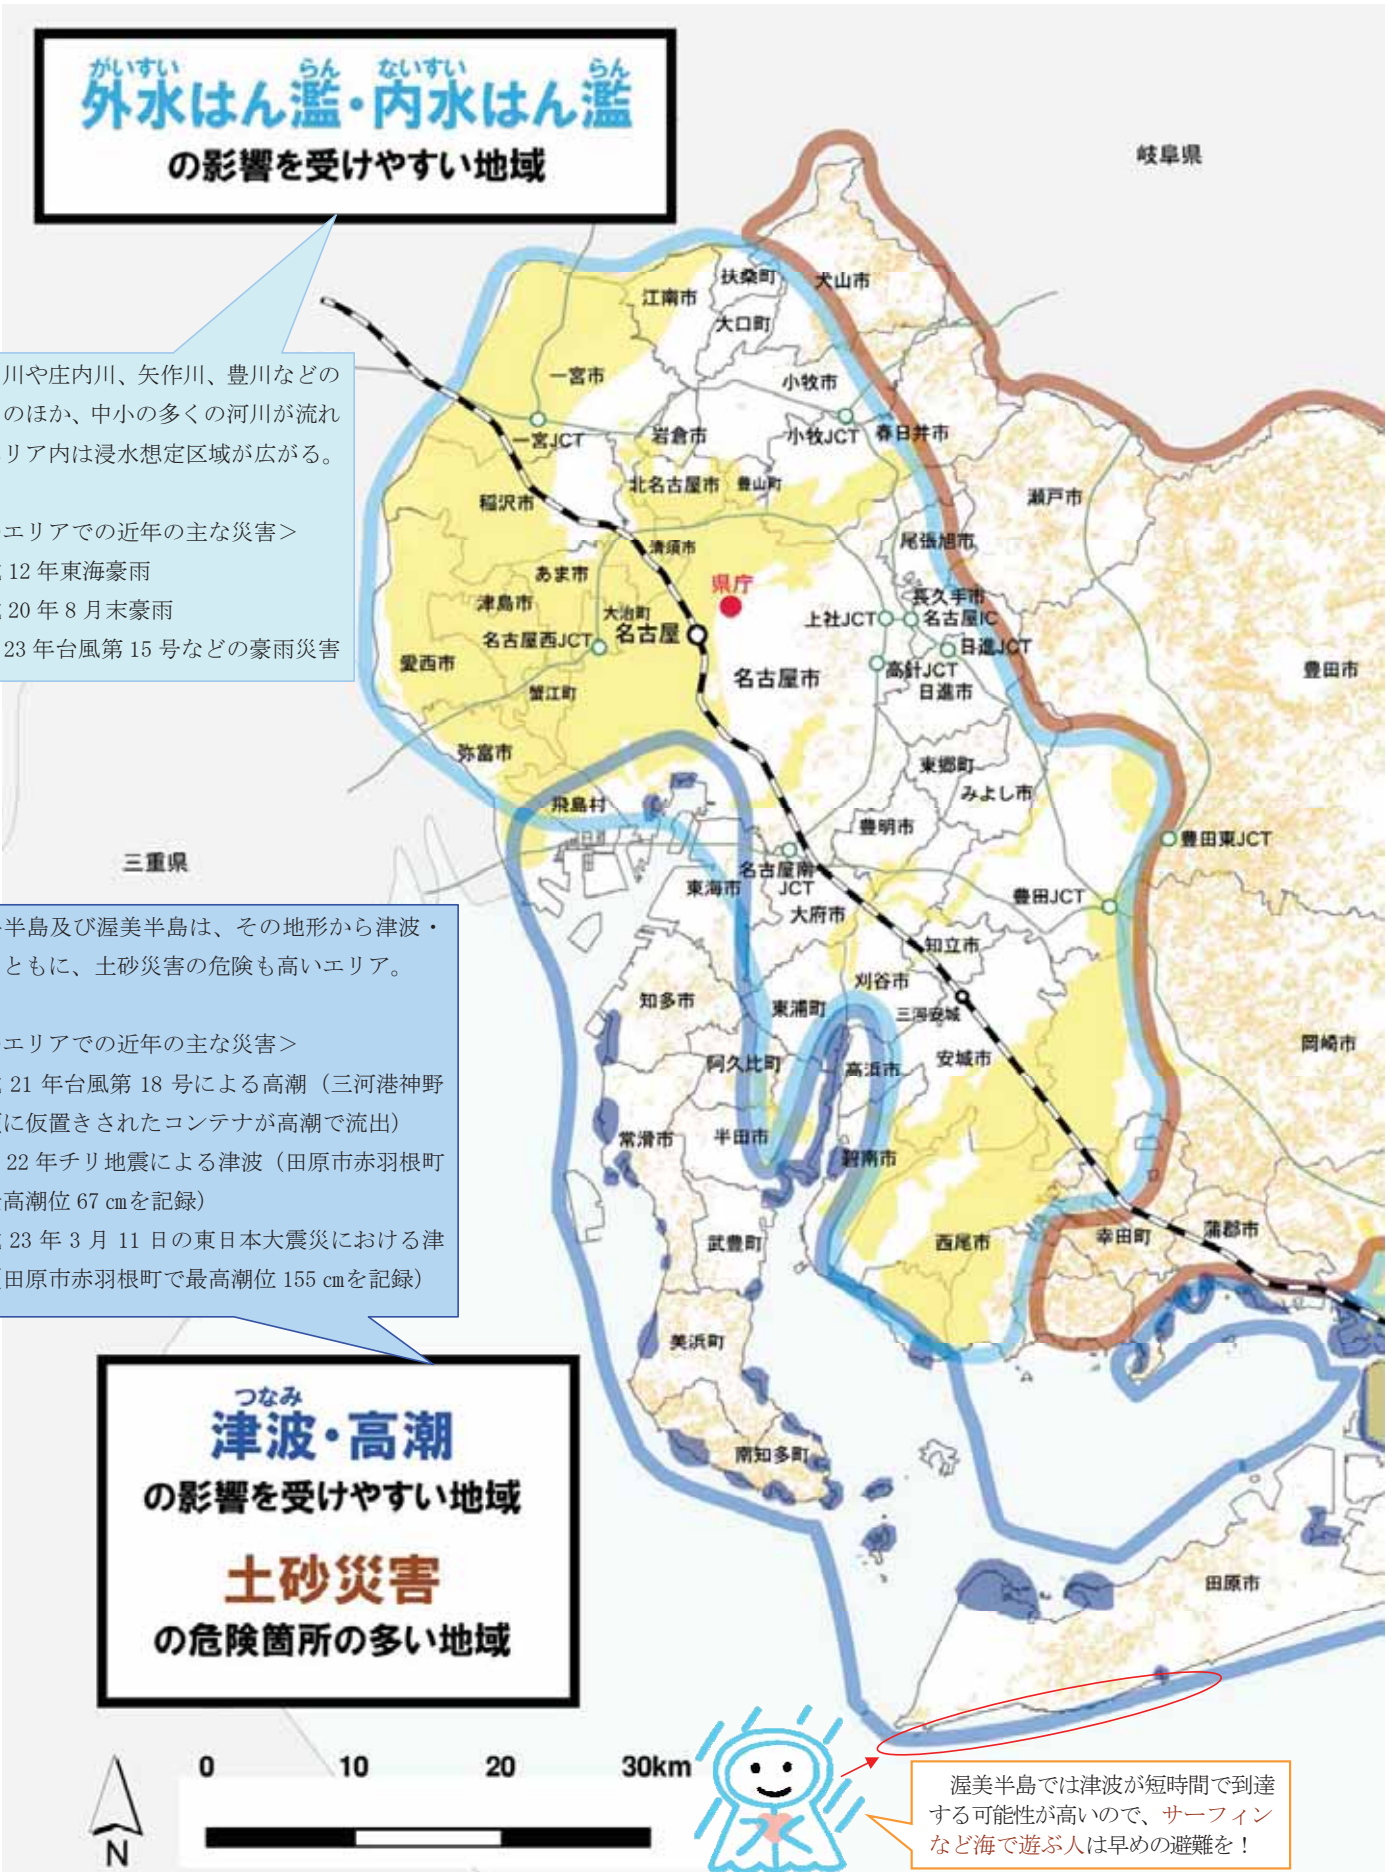 がいすい らん ないすい らん
外水はん濫・内水はん濫
の影響を受けやすい地域
岐阜県
扶桑町
犬山市
江南市
大口町
一宮市
小牧市
川や庄内川、矢作川、豊川などの
のほか、中小の多くの河川が流れ
リア内は浸水想定区域が広がる。
エリアでの近年の主な災害>
12年東海豪雨
20年8月末豪雨
23年台風第15号などの豪雨災害
一宮JCT
岩倉市
小牧JCT
春日井市
北名古屋市
豊山町
瀬戸市
稲沢市
清須市
尾張旭市
あま市
県庁
長久手市
津島市
大治町
上社JCT
名古屋IC
名古屋西JCT
名古屋
日進JCT
愛西市
名古屋市
高針JCT
豊田市
蟹江町
日進市
弥富市
東郷町
みよし市
飛島村
豊明市
豊田東JCT
三重県
東海市
名古屋南
JCT
豊田JCT
大府市
知立市
半島及び渥美半島は、その地形から津波・
ともに、土砂災害の危険も高いエリア。
エリアでの近年の主な災害>
21年台風第18号による高潮（三河港神野
に仮置きされたコンテナが高潮で流出）
22年チリ地震による津波（田原市赤羽根町
高潮位67㎝を記録）
23年3月11日の東日本大震災における津
田原市赤羽根町で最高潮位155㎝を記録）
刈谷市
知多市
東浦町
三河安城
岡崎市
阿久比町
高浜市
安城市
常滑市
半田市
碧南市
武豊町
西尾市
幸田町
蒲郡市
美浜町
つなみ
津波・高潮
の影響を受けやすい地域
土砂災害
の危険箇所の多い地域
南知多町
田原市
0 10 20 30km
N
水
渥美半島では津波が短時間で到達
する可能性が高いので、サーフィン
など海で遊ぶ人は早めの避難を！